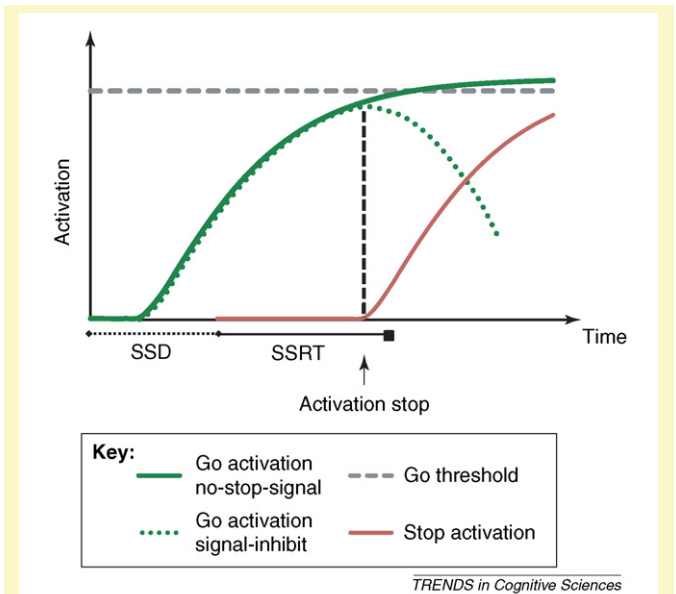 Activation
Time
SSD
SSRT
Activation stop
Key:
Go activation
no-stop-signal
Go threshold
Go activation
signal-inhibit
Stop activation
TRENDS in Cognitive Sciences